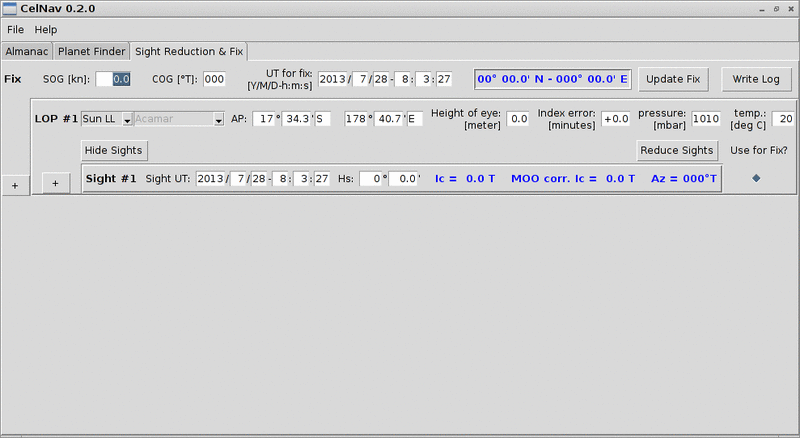 CelNav 0.2.0
File Help
Almanac Planet Finder Sight Reduction & Fix
Fix SOG [kn]: 0.0 COG [°T]: 000 UT for fix: [Y/M/D-h:m:s] 2013/ 7/28- 8: 3:27 00° 00.0' N - 000° 00.0' E Update Fix Write Log
LOP #1 Sun LL Acamar AP: 17° 34.3' S 178° 40.7' E Height of eye: [meter] 0.0 Index error: [minutes] +0.0 pressure: [mbar] 1010 temp.: [deg C] 20
Hide Sights Reduce Sights Use for Fix?
+ + Sight #1 Sight UT: 2013/ 7/28- 8: 3:27 Hs: 0° 0.0' Ic = 0.0 T MOO corr. Ic = 0.0 T Az = 000°T